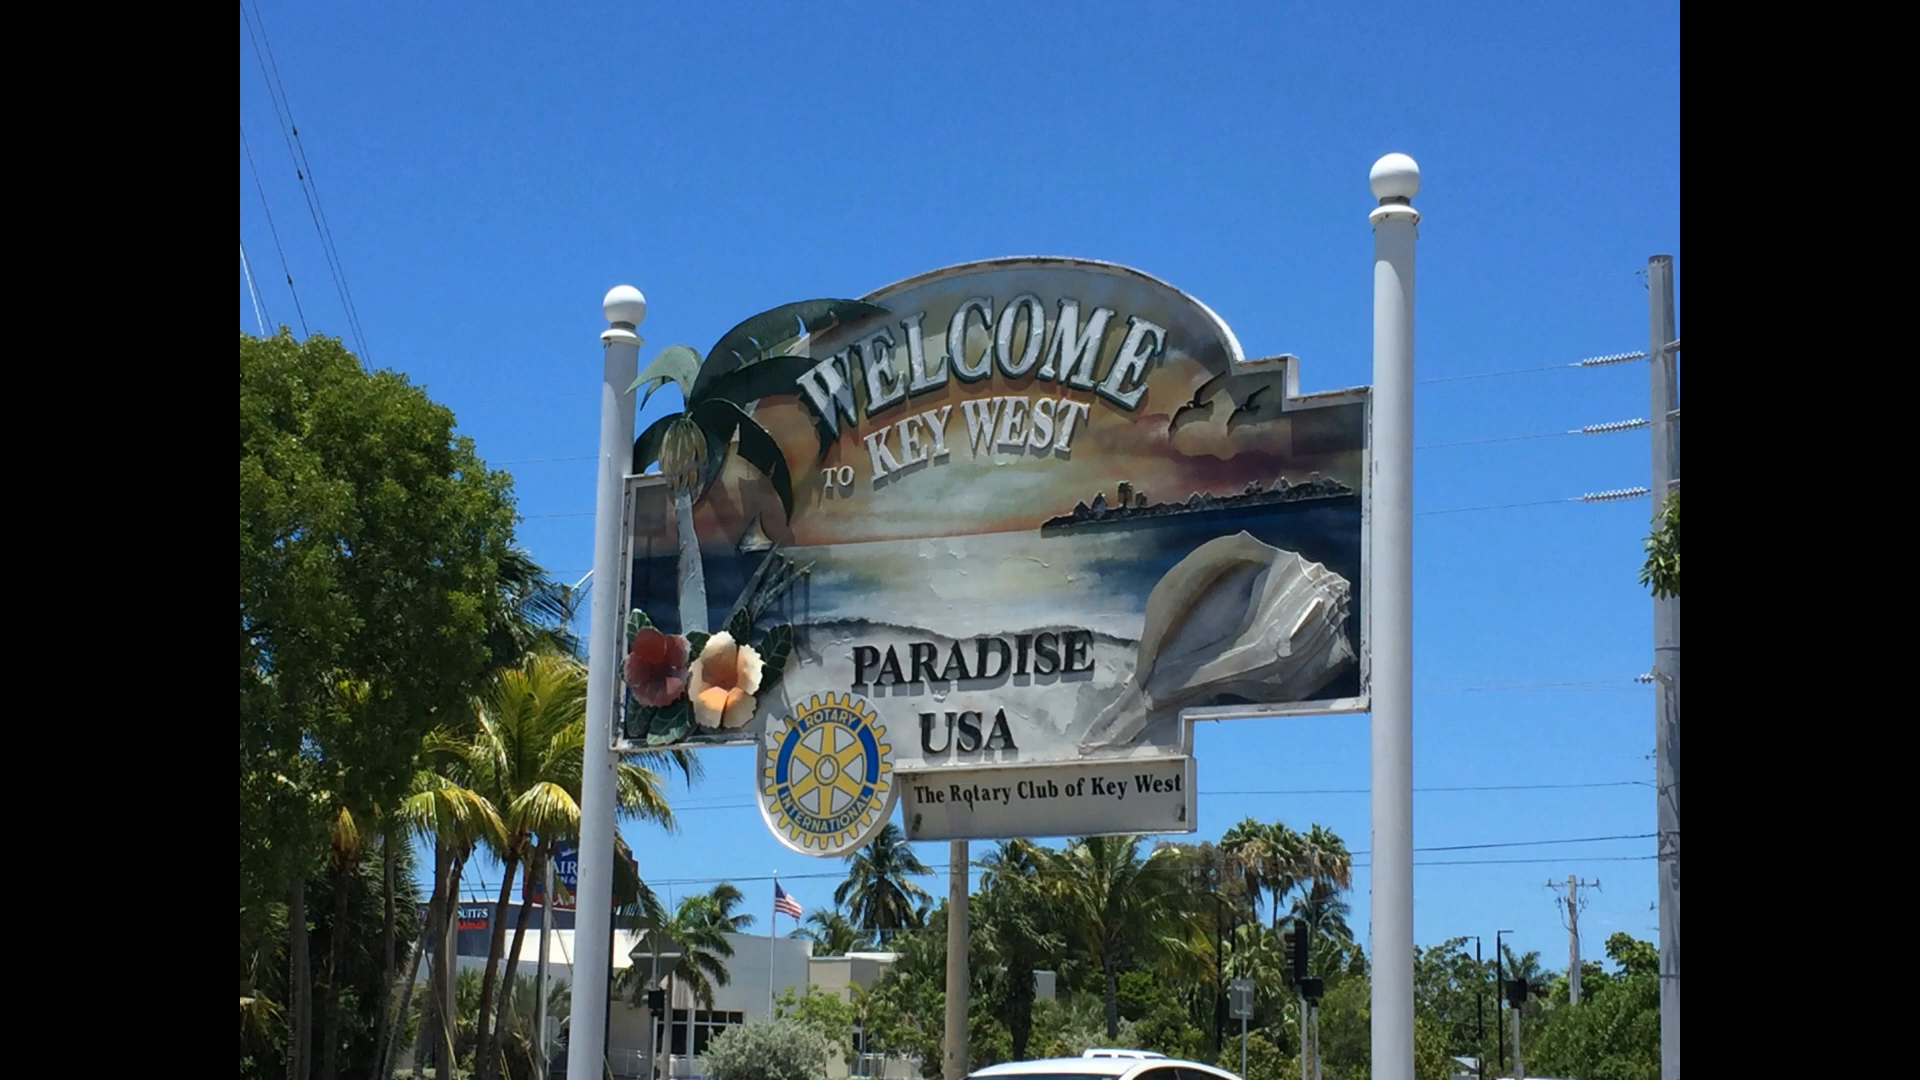 WELCOME
TO KEY WEST
PARADISE
USA
ROTARY
INTERNATIONAL
The Rotary Club of Key West